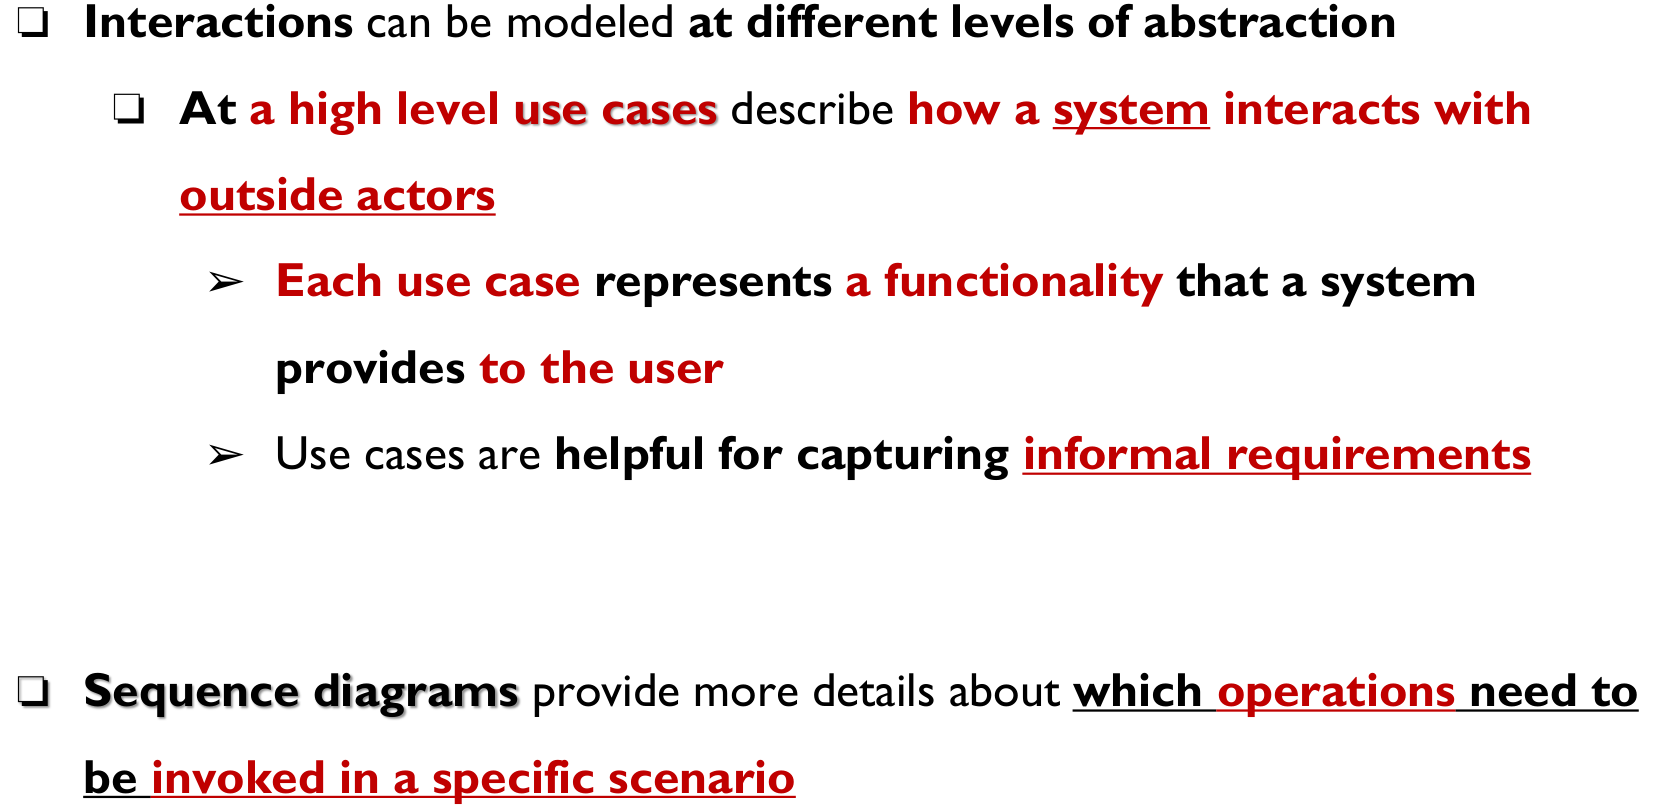 ❑ Interactions can be modeled at different levels of abstraction
❑ At a high level use cases describe how a system interacts with
outside actors
➢ Each use case represents a functionality that a system
provides to the user
➢ Use cases are helpful for capturing informal requirements
❑ Sequence diagrams provide more details about which operations need to
be invoked in a specific scenario